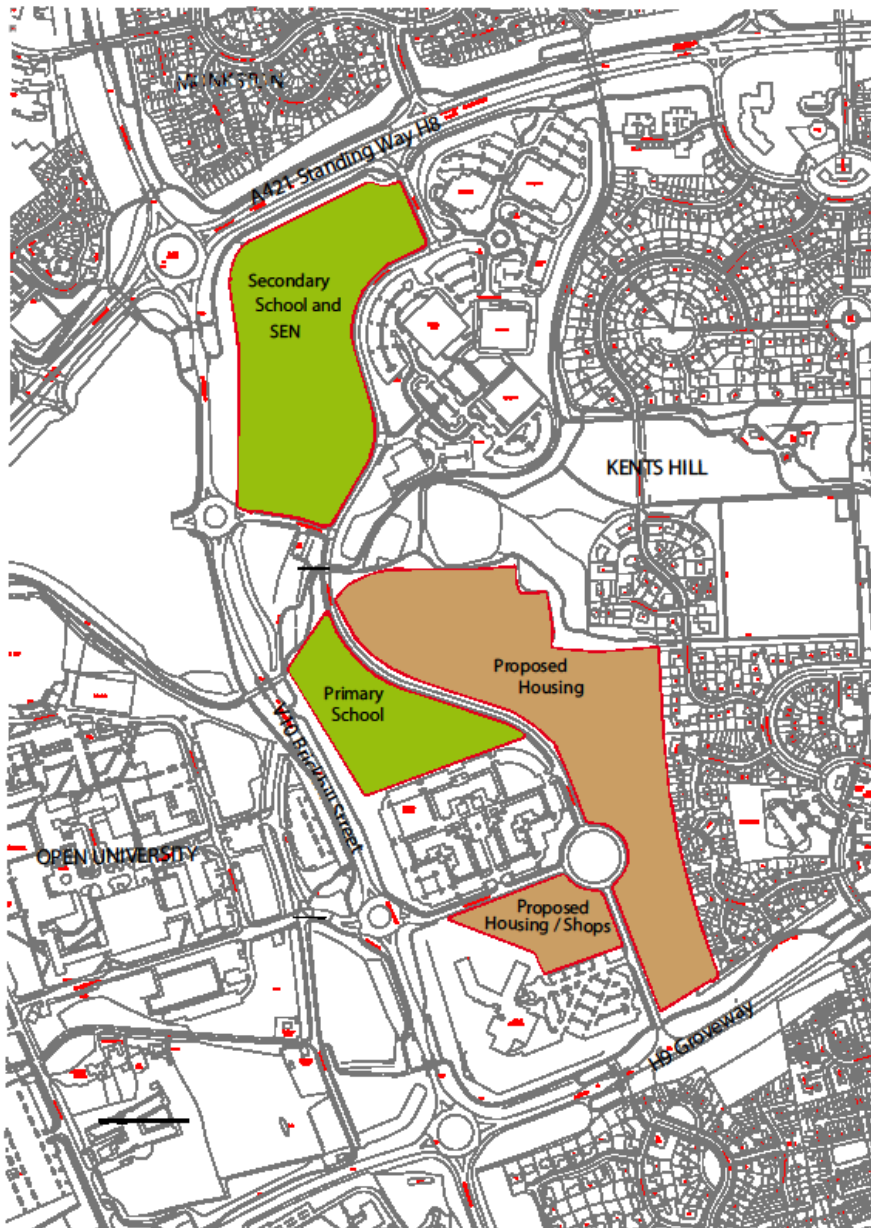 MONKSTON
A421 Standing Way H8
Secondary
School and
SEN
KENTS HILL
Proposed
Housing
Primary
School
V10 Brickhill Street
OPEN UNIVERSITY
Proposed
Housing / Shops
H9 Groveway